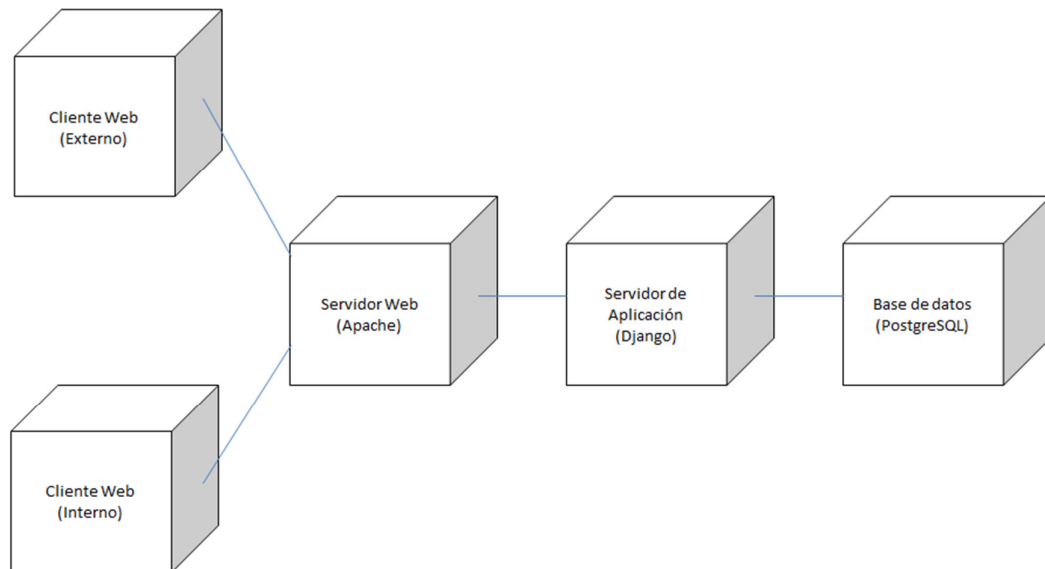 Cliente Web
(Externo)
Servidor Web
(Apache)
Servidor de
Aplicación
(Django)
Base de datos
(PostgreSQL)
Cliente Web
(Interno)